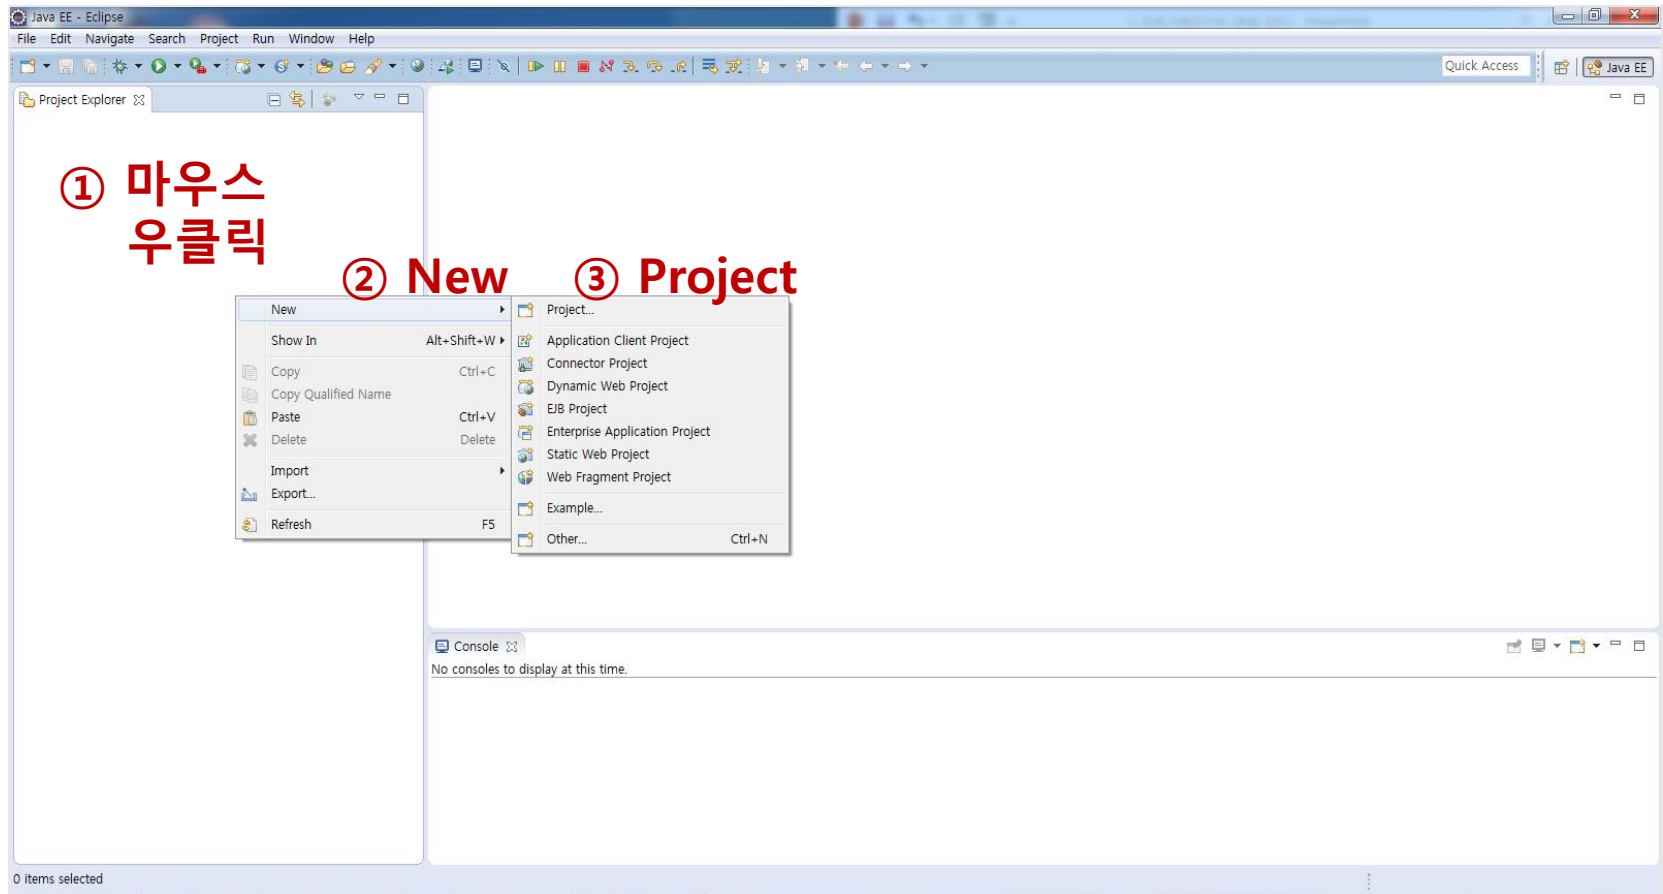 Java EE - Eclipse
File Edit Navigate Search Project Run Window Help
Quick Access
Java EE
Project Explorer
① 마우스
우클릭
② New
③ Project
New
Show In Alt+Shift+W
Copy Ctrl+C
Copy Qualified Name
Paste Ctrl+V
Delete Delete
Import
Export...
Refresh F5
Project...
Application Client Project
Connector Project
Dynamic Web Project
EJB Project
Enterprise Application Project
Static Web Project
Web Fragment Project
Example...
Other... Ctrl+N
Console
No consoles to display at this time.
0 items selected